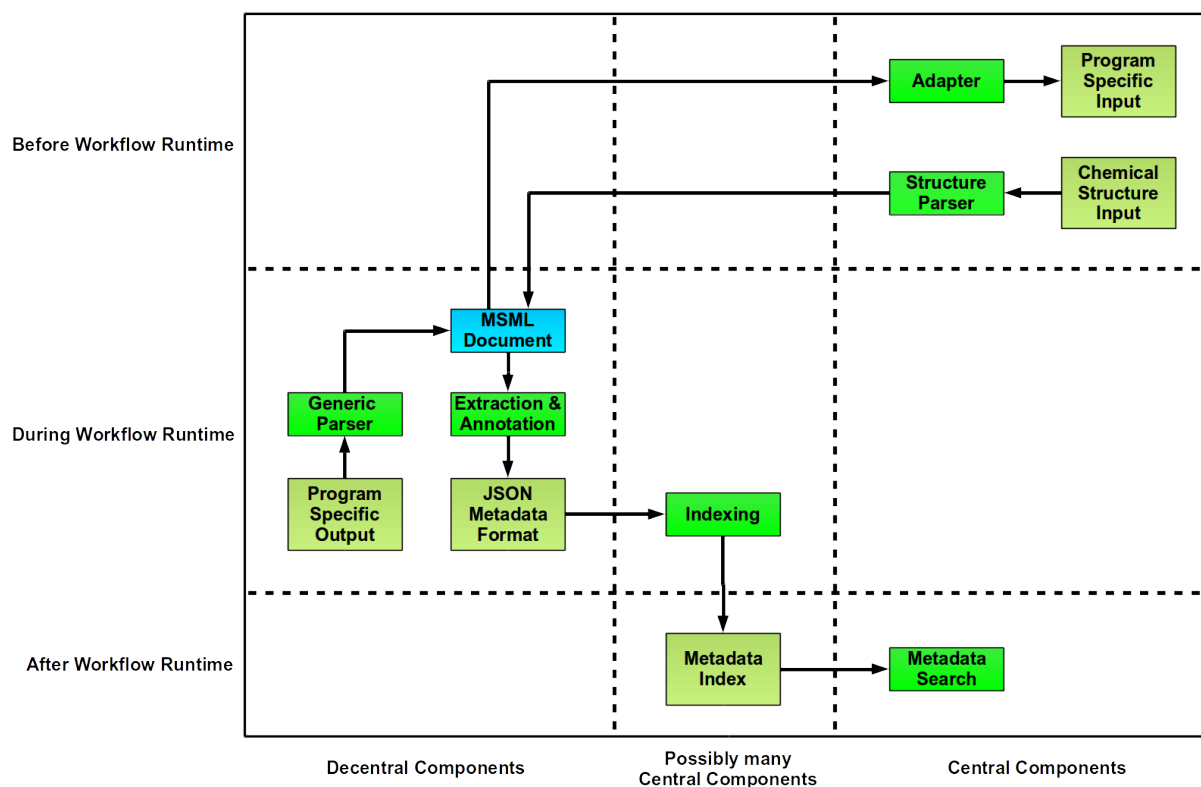 Adapter
Program
Specific
Input
Before Workflow Runtime
Structure
Parser
Chemical
Structure
Input
MSML
Document
Generic
Parser
Extraction &
Annotation
During Workflow Runtime
Program
Specific
Output
JSON
Metadata
Format
Indexing
After Workflow Runtime
Metadata
Index
Metadata
Search
Decentral Components
Possibly many
Central Components
Central Components